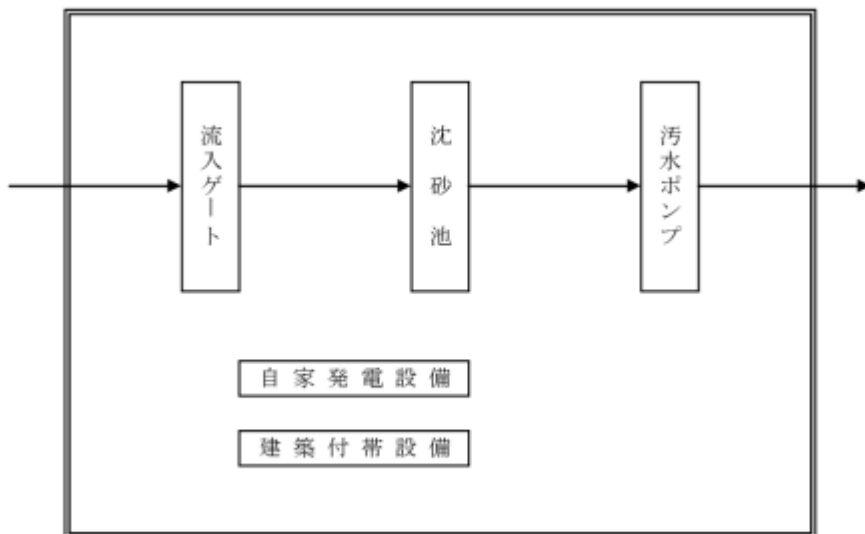 流入ゲート
沈砂池
汚水ポンプ
自家発電設備
建築付帯設備